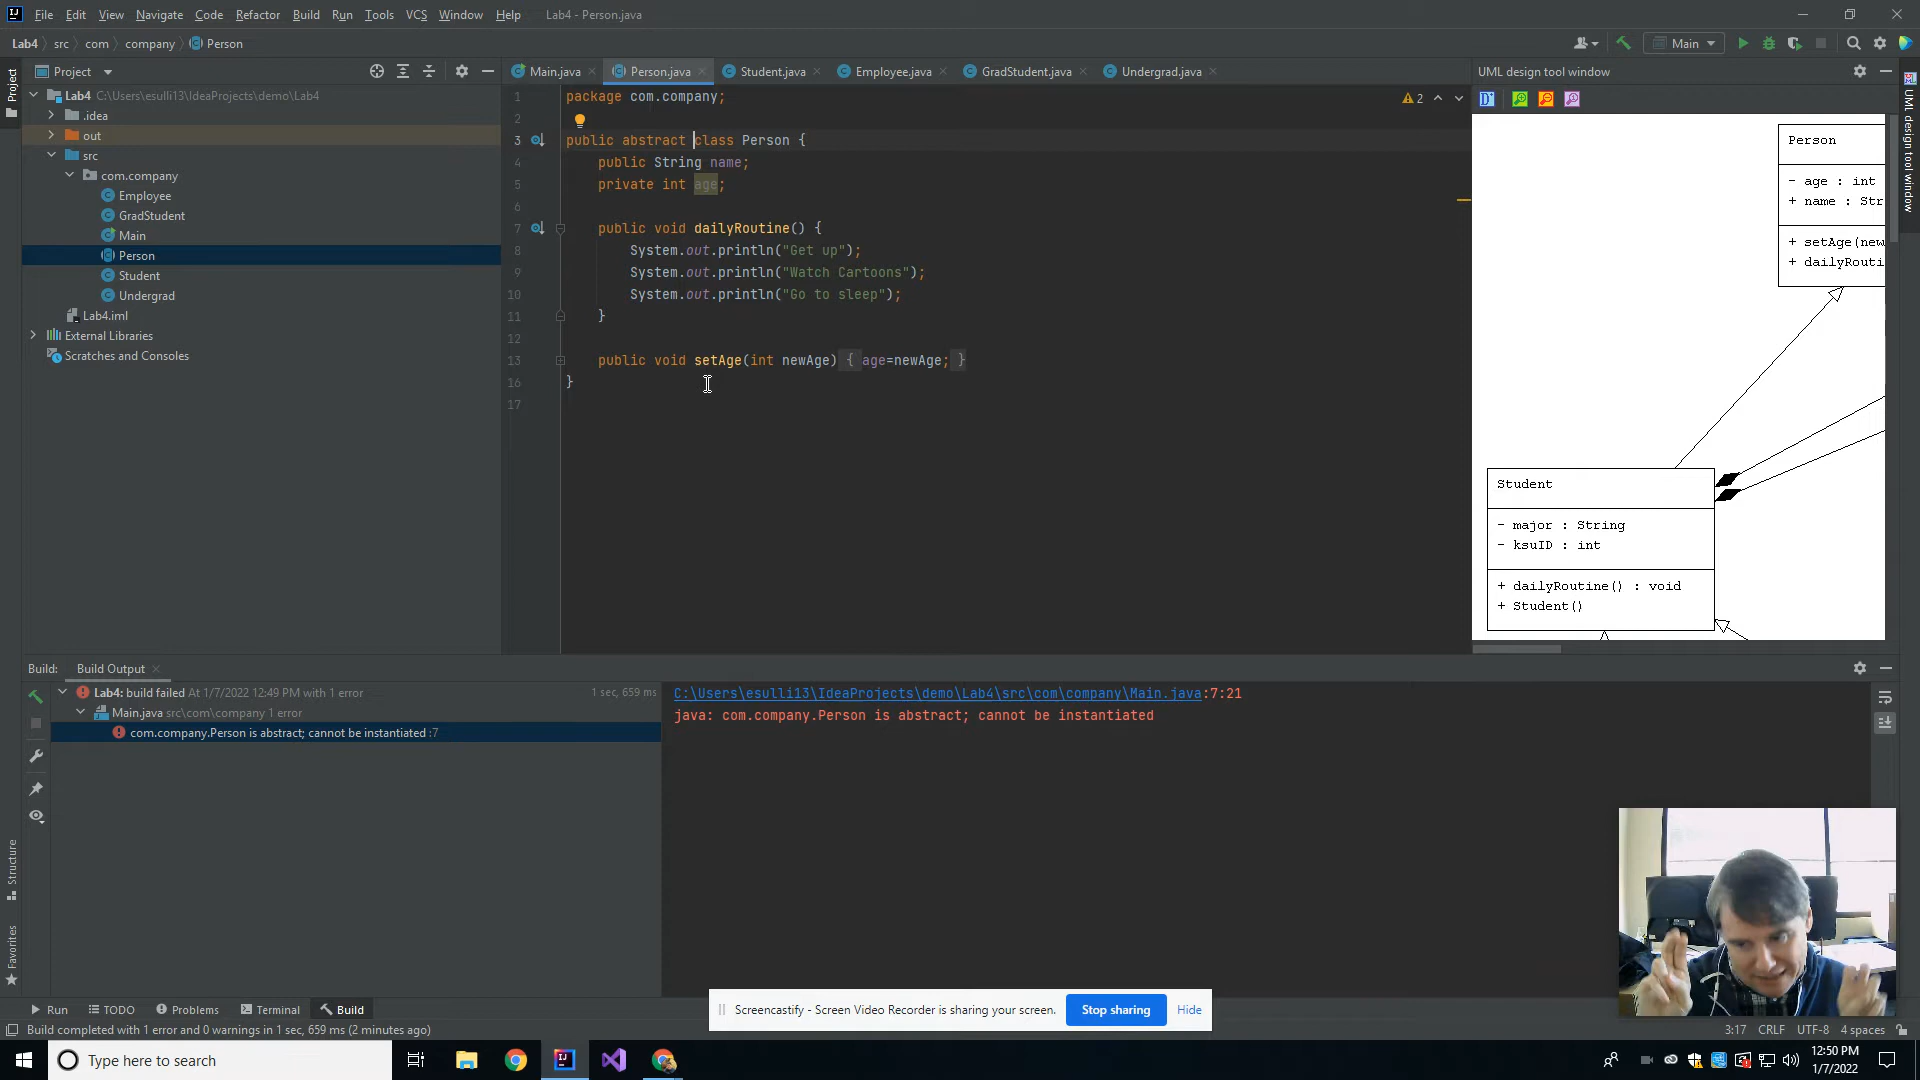 File Edit View Navigate Code Refactor Build Run Tools VCS Window Help Lab4 - Person.java
Lab4 src com company Person
Main
Project
Main.java Person.java Student.java Employee.java GradStudent.java Undergrad.java
UML design tool window
Project
Lab4 C:\Users\esulli13\IdeaProjects\demo\Lab4
.idea
out
src
com.company
Employee
GradStudent
Main
Person
Student
Undergrad
Lab4.iml
External Libraries
Scratches and Consoles
1 package com.company;
2
3 public abstract class Person {
4 public String name;
5 private int age;
6
7 public void dailyRoutine() {
8 System.out.println("Get up");
9 System.out.println("Watch Cartoons");
10 System.out.println("Go to sleep");
11 }
12
13 public void setAge(int newAge) { age=newAge; }
16 }
17
2
Person
- age : int
+ name : Str
+ setAge(new
+ dailyRouti
Student
- major : String
- ksuID : int
+ dailyRoutine() : void
+ Student()
UML design tool window
Build: Build Output
Lab4: build failed At 1/7/2022 12:49 PM with 1 error 1 sec, 659 ms
Main.java src\com\company 1 error
com.company.Person is abstract; cannot be instantiated :7
C:\Users\esulli13\IdeaProjects\demo\Lab4\src\com\company\Main.java:7:21
java: com.company.Person is abstract; cannot be instantiated
Structure
Favorites
Run TODO Problems Terminal Build
Screencastify - Screen Video Recorder is sharing your screen. Stop sharing Hide
Build completed with 1 error and 0 warnings in 1 sec, 659 ms (2 minutes ago)
3:17 CRLF UTF-8 4 spaces
Type here to search
12:50 PM
1/7/2022